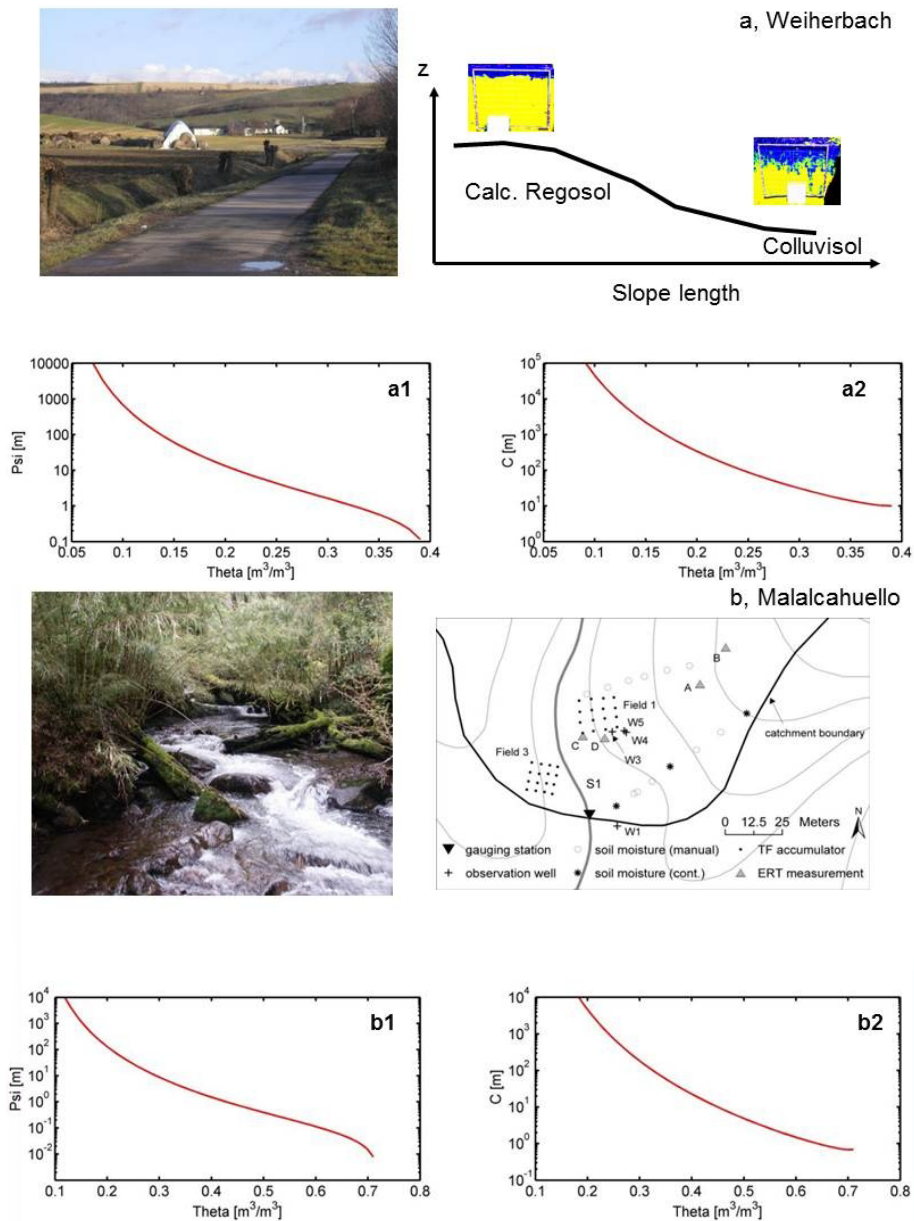 a, Weiherbach
z
Calc. Regosol
Colluvisol
Slope length
a1
Psi [m]
10000
1000
100
10
1
0.1
0.05 0.1 0.15 0.2 0.25 0.3 0.35 0.4
Theta [m³/m³]
a2
C [m]
10⁵
10⁴
10³
10²
10¹
10⁰
0.05 0.1 0.15 0.2 0.25 0.3 0.35 0.4
Theta [m³/m³]
b, Malalcahuello
B
A
Field 1
W5
W4
W3
C D
Field 3
S1
catchment boundary
W1
0 12.5 25 Meters
N
gauging station
soil moisture (manual)
TF accumulator
observation well
soil moisture (cont.)
ERT measurement
b1
Psi [m]
10⁴
10³
10²
10¹
10⁰
10⁻¹
10⁻²
0.1 0.2 0.3 0.4 0.5 0.6 0.7 0.8
Theta [m³/m³]
b2
C [m]
10⁴
10³
10²
10¹
10⁰
10⁻¹
0.1 0.2 0.3 0.4 0.5 0.6 0.7 0.8
Theta [m³/m³]